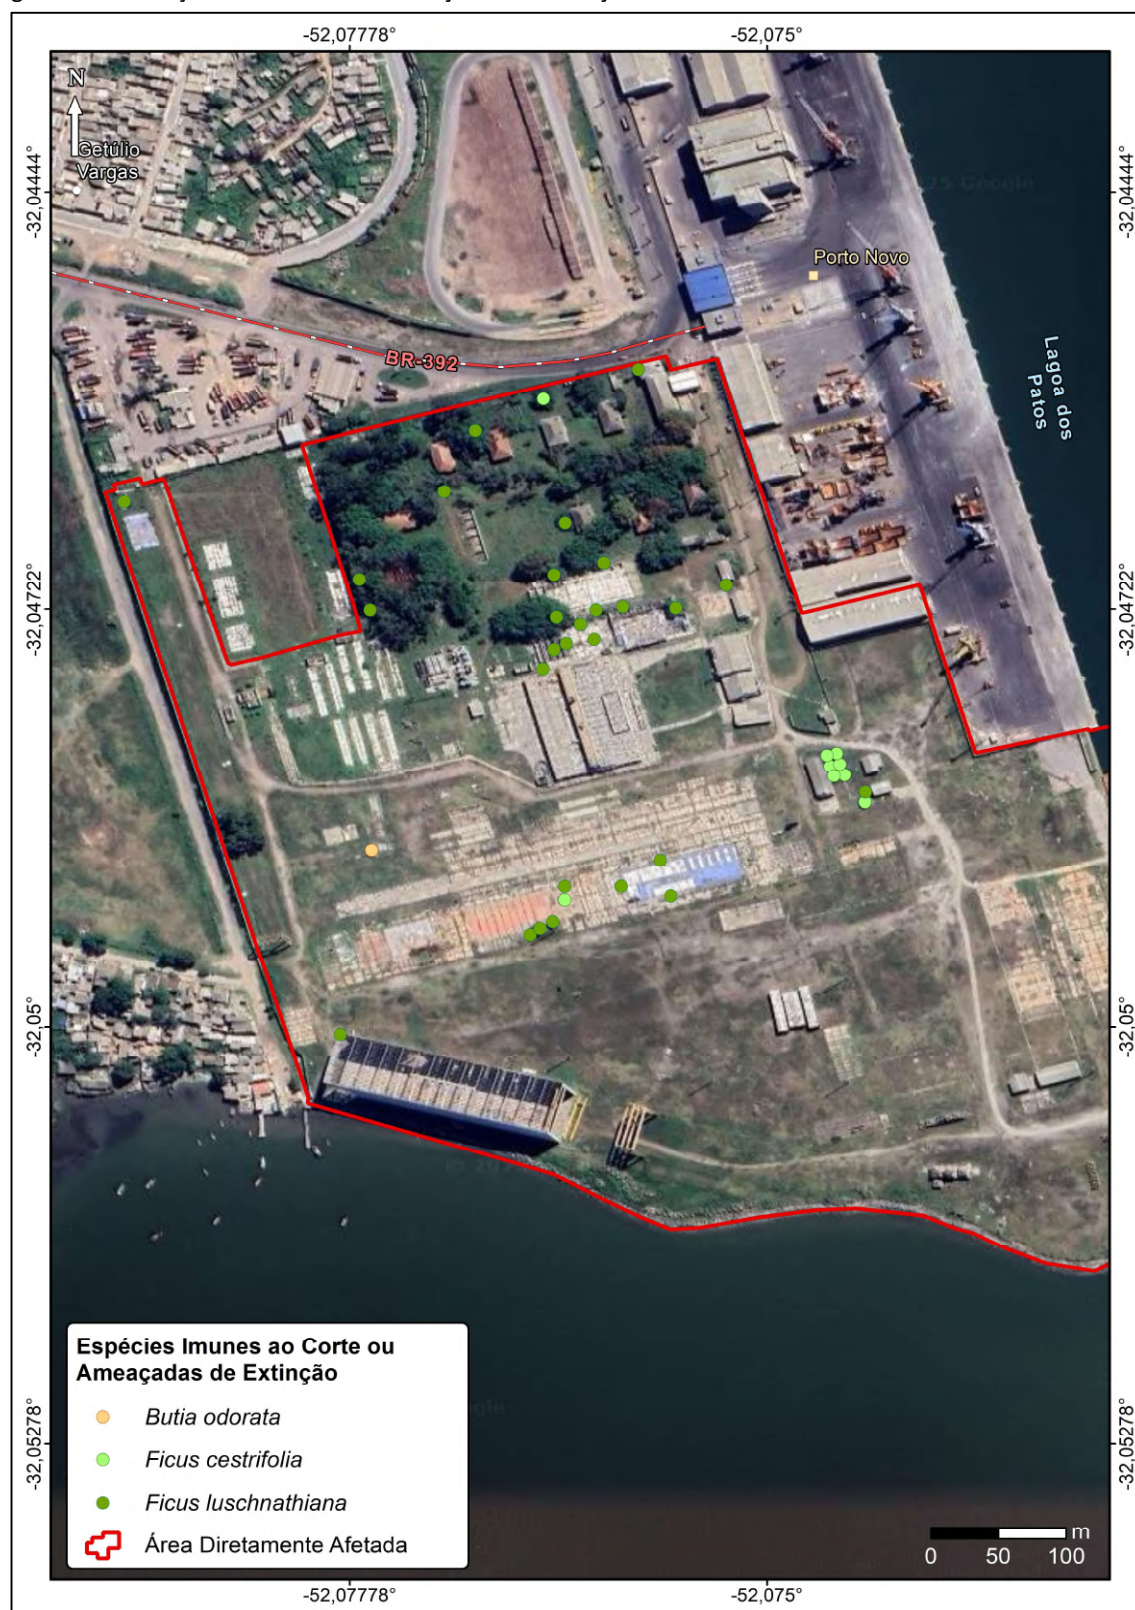 -52,07778° -52,075°
N
Getúlio
Vargas
-32,04444° -32,04444°
Porto Novo
BR-392
Lagoa dos
Patos
-32,04722° -32,04722°
-32,05° -32,05°
Espécies Imunes ao Corte ou
Ameaçadas de Extinção
Butia odorata
Ficus cestrifolia
Ficus luschnathiana
Área Diretamente Afetada
-32,05278° -32,05278°
m
0 50 100
-52,07778° -52,075°